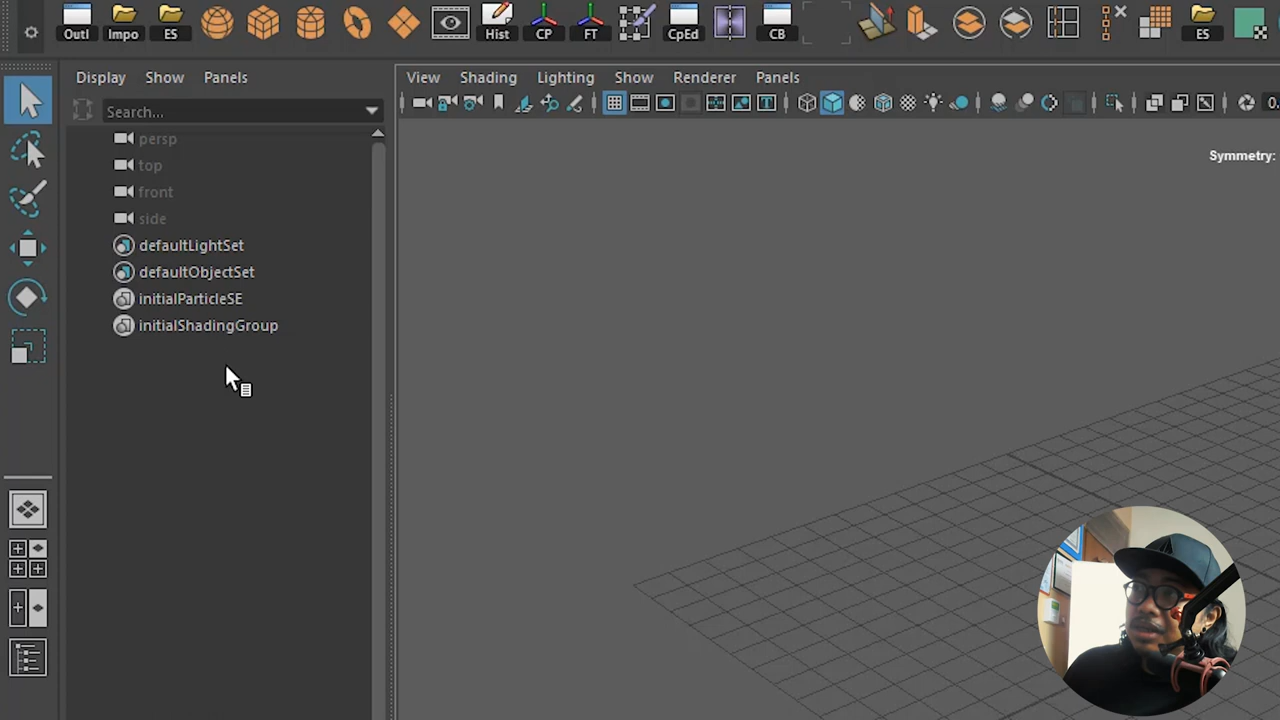 Outl Impo ES Hist CP FT CpEd CB ES
Display Show Panels
Search...
persp
top
front
side
defaultLightSet
defaultObjectSet
initialParticleSE
initialShadingGroup
View Shading Lighting Show Renderer Panels
0.
Symmetry: